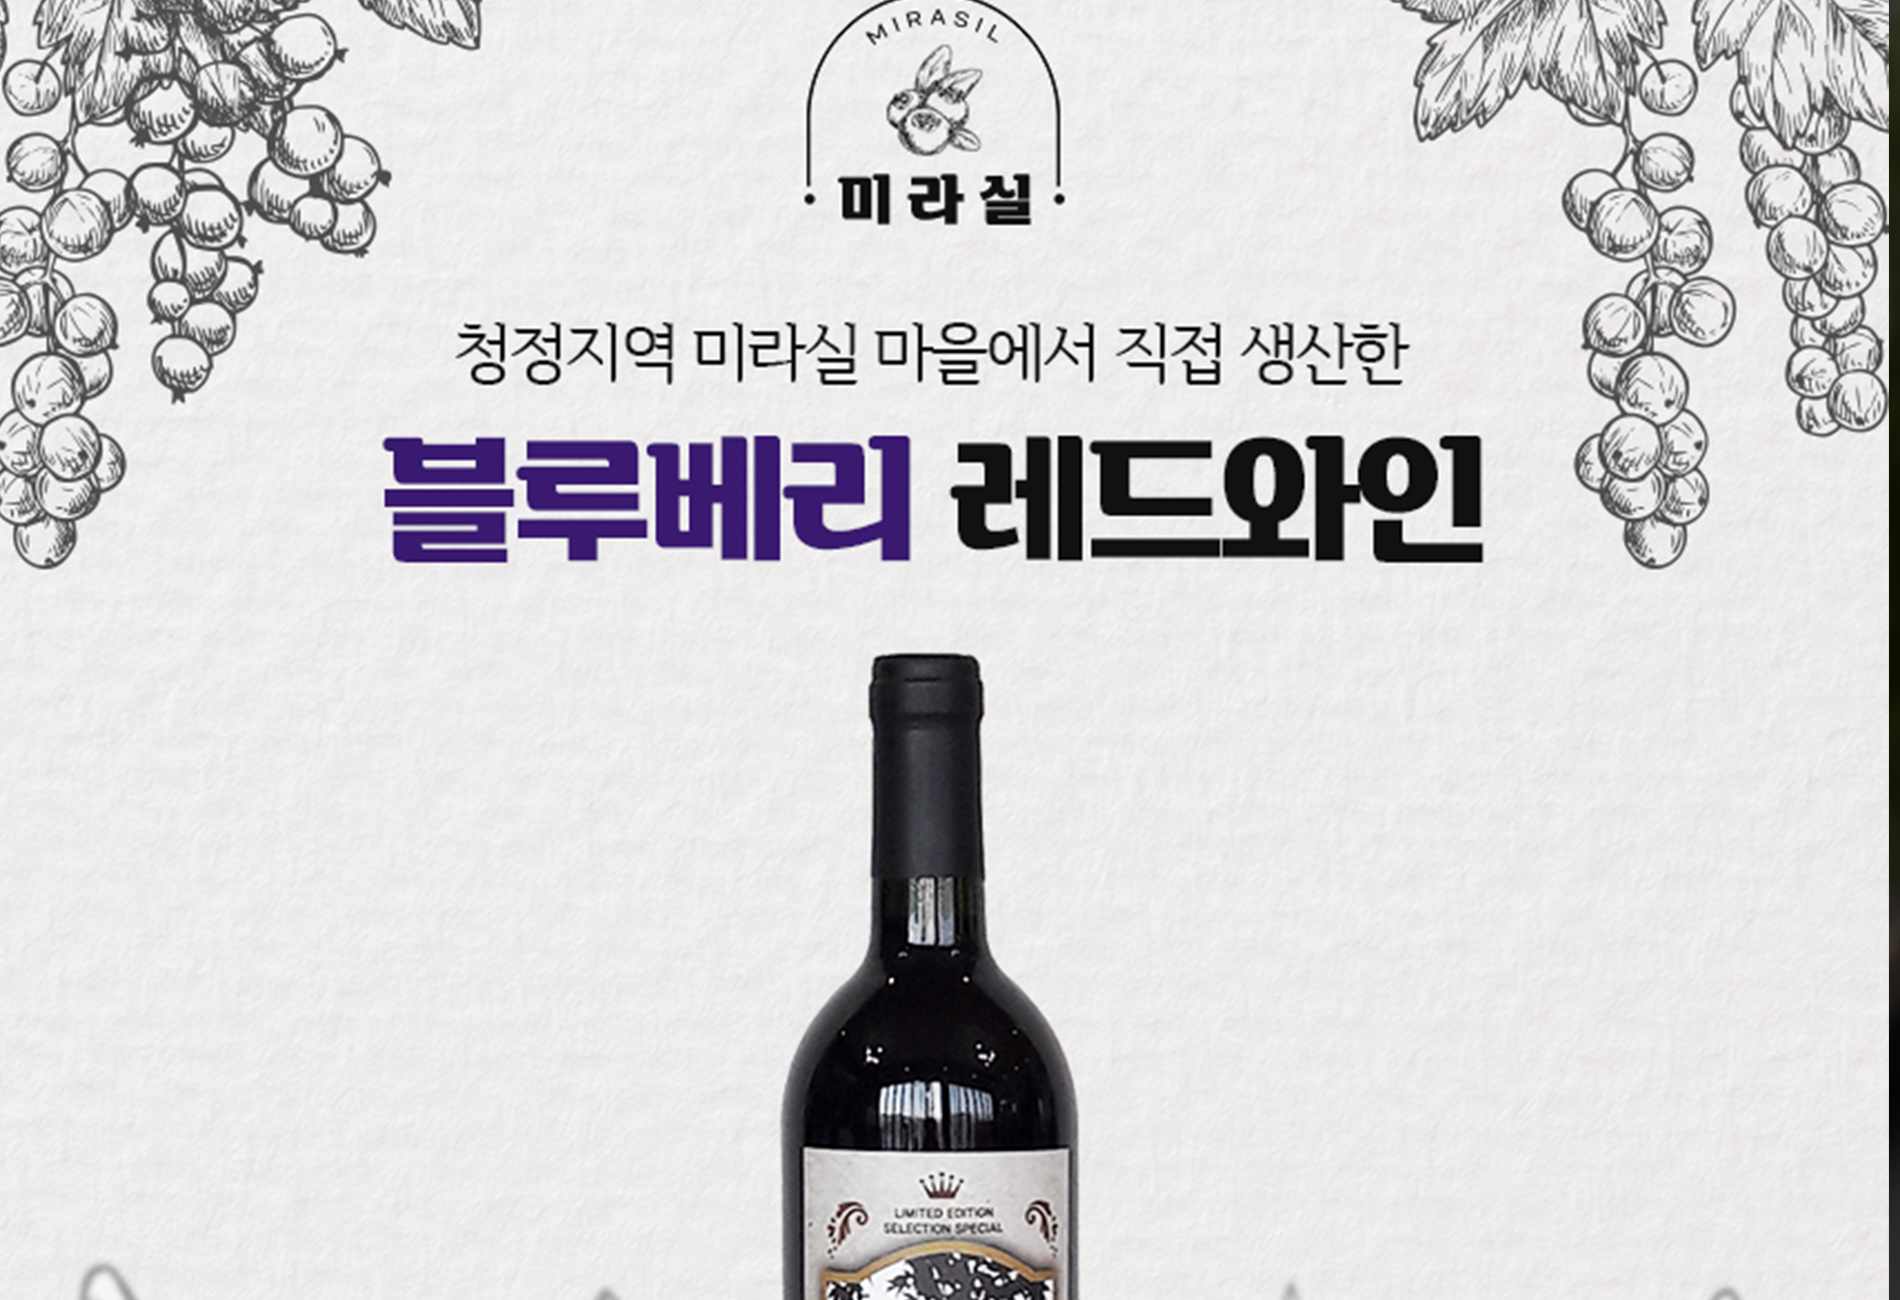 MIRASIL
미라실
청정지역 미라실 마을에서 직접 생산한
블루베리 레드와인
LIMITED EDITION
SELECTION SPECIAL